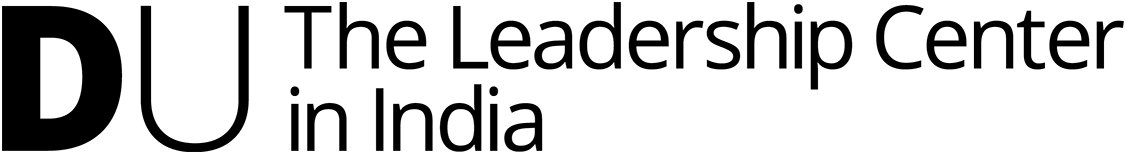 DU
The Leadership Center
in India